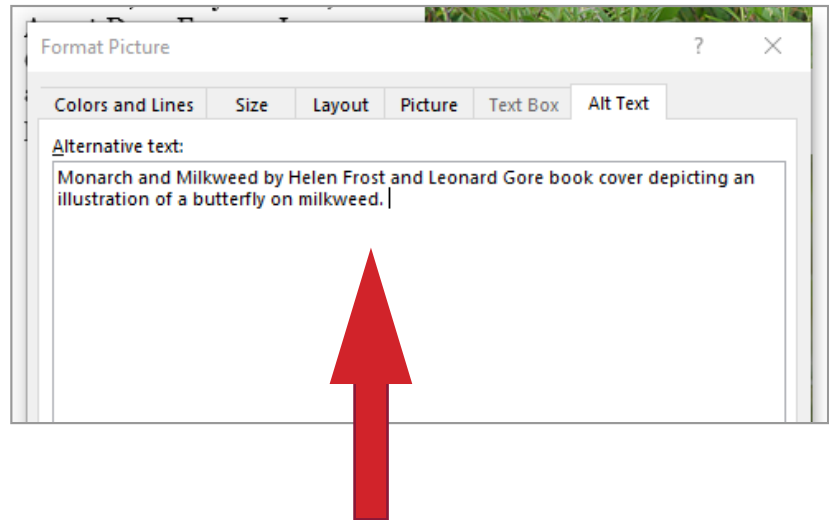 Format Picture ?
Colors and Lines Size Layout Picture Text Box Alt Text
Alternative text:
Monarch and Milkweed by Helen Frost and Leonard Gore book cover depicting an
illustration of a butterfly on milkweed.